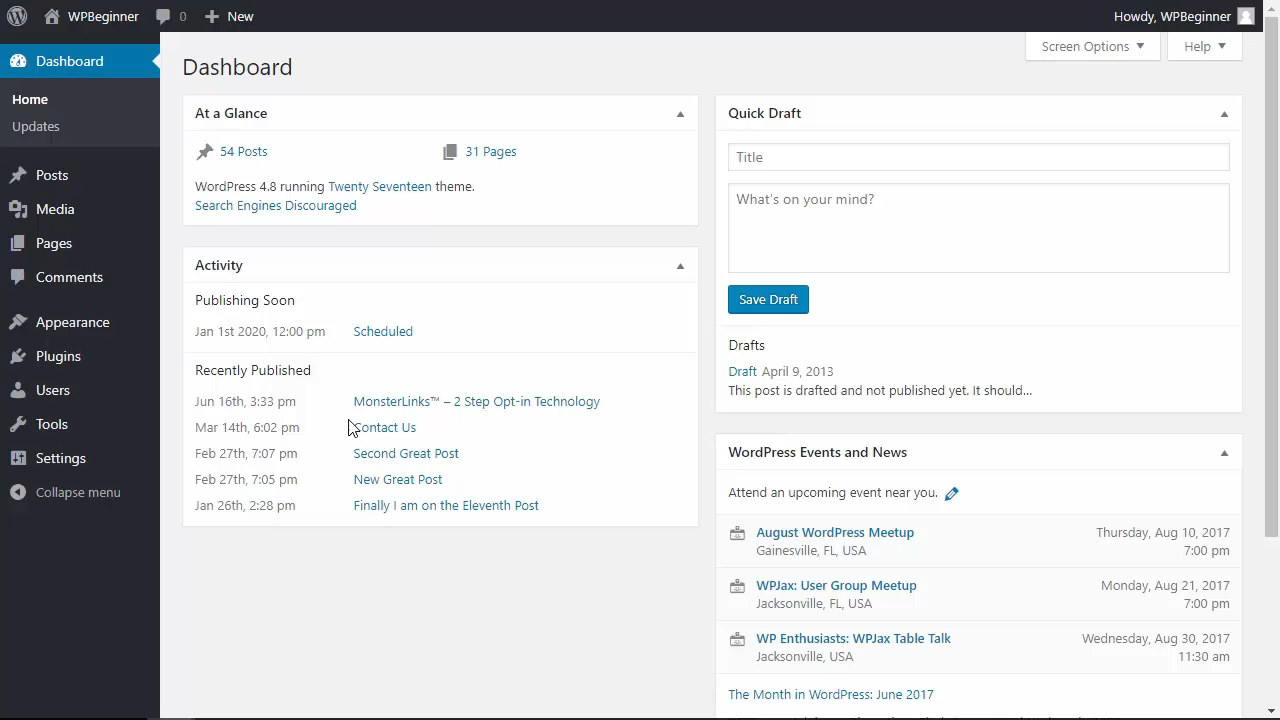 WPBeginner 0 New Howdy, WPBeginner
Dashboard
Home
Updates
Posts
Media
Pages
Comments
Appearance
Plugins
Users
Tools
Settings
Collapse menu
Screen Options Help
Dashboard
At a Glance
54 Posts 31 Pages
WordPress 4.8 running Twenty Seventeen theme.
Search Engines Discouraged
Activity
Publishing Soon
Jan 1st 2020, 12:00 pm Scheduled
Recently Published
Jun 16th, 3:33 pm MonsterLinks™ – 2 Step Opt-in Technology
Mar 14th, 6:02 pm Contact Us
Feb 27th, 7:07 pm Second Great Post
Feb 27th, 7:05 pm New Great Post
Jan 26th, 2:28 pm Finally I am on the Eleventh Post
Quick Draft
Title
What's on your mind?
Save Draft
Drafts
Draft April 9, 2013
This post is drafted and not published yet. It should…
WordPress Events and News
Attend an upcoming event near you.
August WordPress Meetup Thursday, Aug 10, 2017
Gainesville, FL, USA 7:00 pm
WPJax: User Group Meetup Monday, Aug 21, 2017
Jacksonville, FL, USA 7:00 pm
WP Enthusiasts: WPJax Table Talk Wednesday, Aug 30, 2017
Jacksonville, USA 11:30 am
The Month in WordPress: June 2017